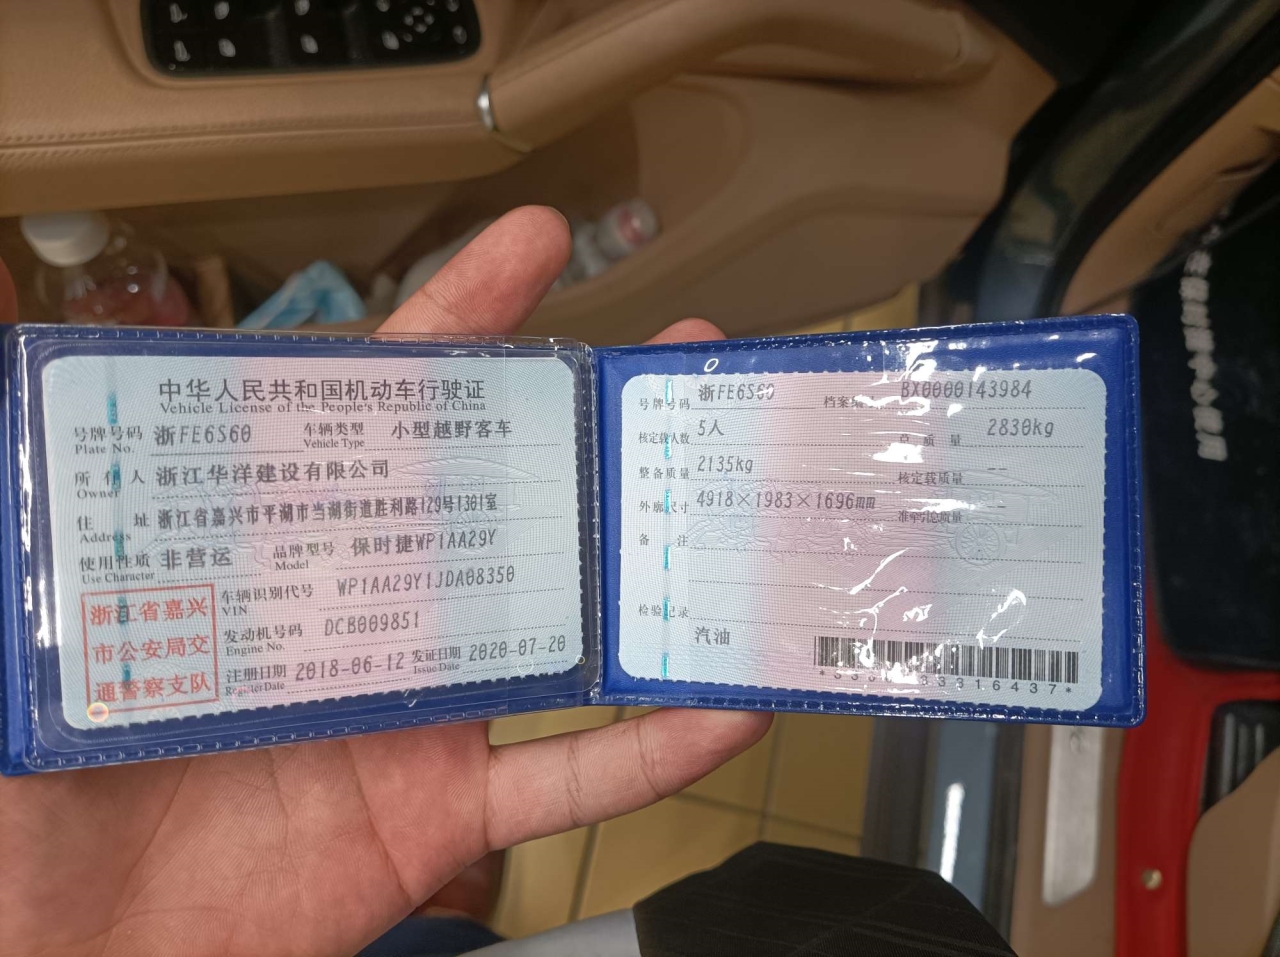 中华人民共和国机动车行驶证
Vehicle License of the People's Republic of China
号牌号码 浙FE6S60 车辆类型 小型越野客车
Plate No. Vehicle Type
所有人 浙江华洋建设有限公司
Owner
住址 浙江省嘉兴市平湖市当湖街道胜利路129号1301室
Address
使用性质 非营运 品牌型号 保时捷WP1AA29Y
Use Character Model
浙江省嘉兴
市公安局交
通警察支队
车辆识别代号 WP1AA29Y1JDA08350
VIN
发动机号码 DCB009851
Engine No.
注册日期 2018-06-12 发证日期 2020-07-20
Register Date Issue Date
号牌号码 浙FE6S60 档案编 BX0000143984
核定载人数 5人 总质量 2830kg
整备质量 2135kg 核定载质量 --
外廓尺寸 4918×1983×1696mm 准牵引总质量 --
备注
检验记录
汽油